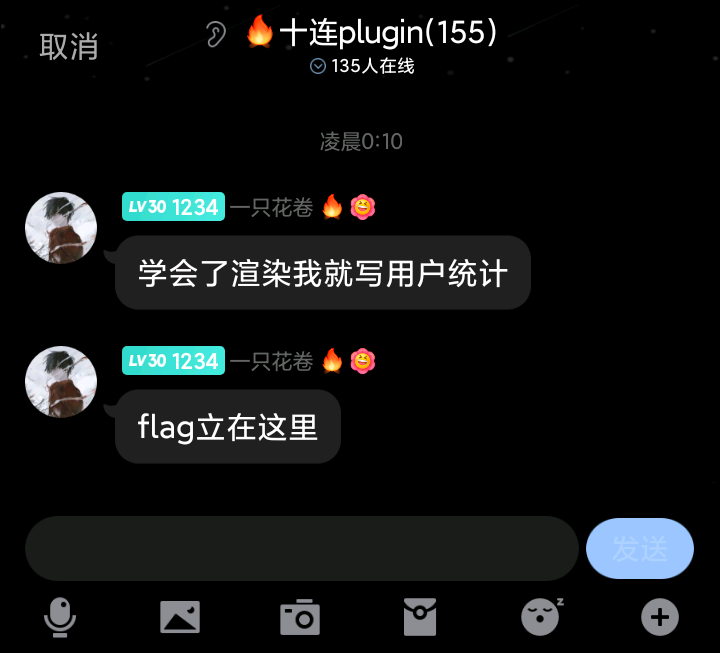 取消
🔥十连plugin(155)
135人在线
凌晨0:10
LV30 1234 一只花卷
学会了渲染我就写用户统计
LV30 1234 一只花卷
flag立在这里
发送